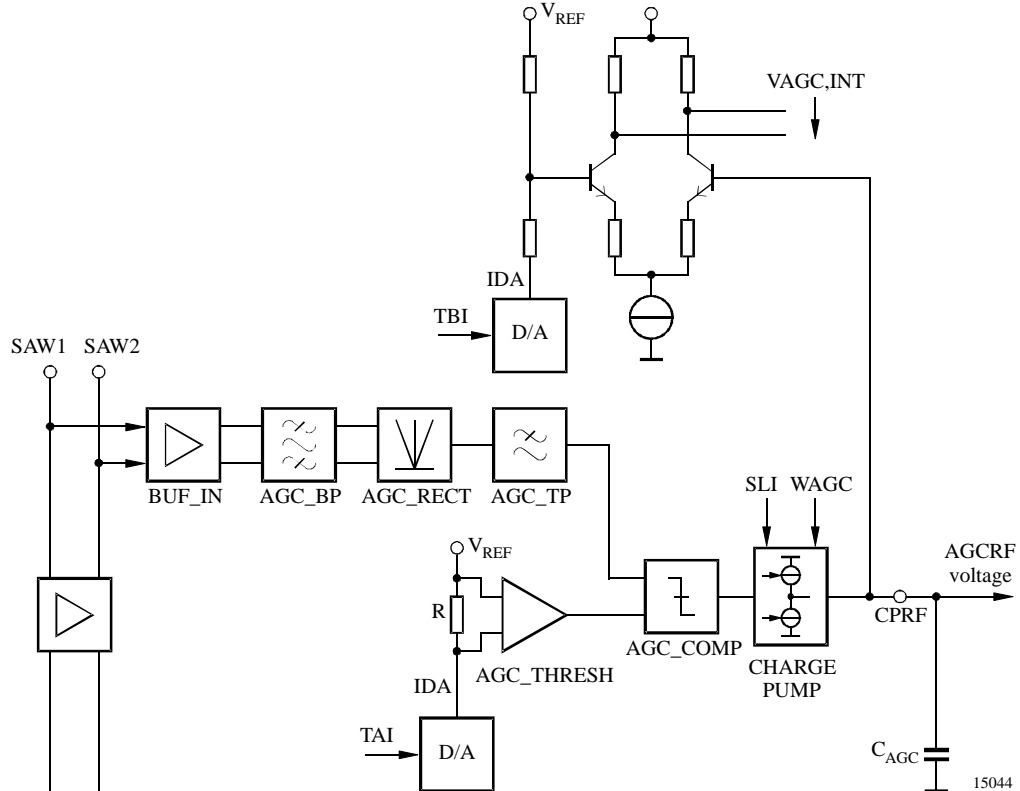 V_REF
VAGC,INT
IDA
TBI
D/A
SAW1
SAW2
BUF_IN
AGC_BP
AGC_RECT
AGC_TP
SLI
WAGC
V_REF
AGCRF
voltage
R
CPRF
AGC_COMP
AGC_THRESH
CHARGE
PUMP
IDA
TAI
D/A
C_AGC
15044